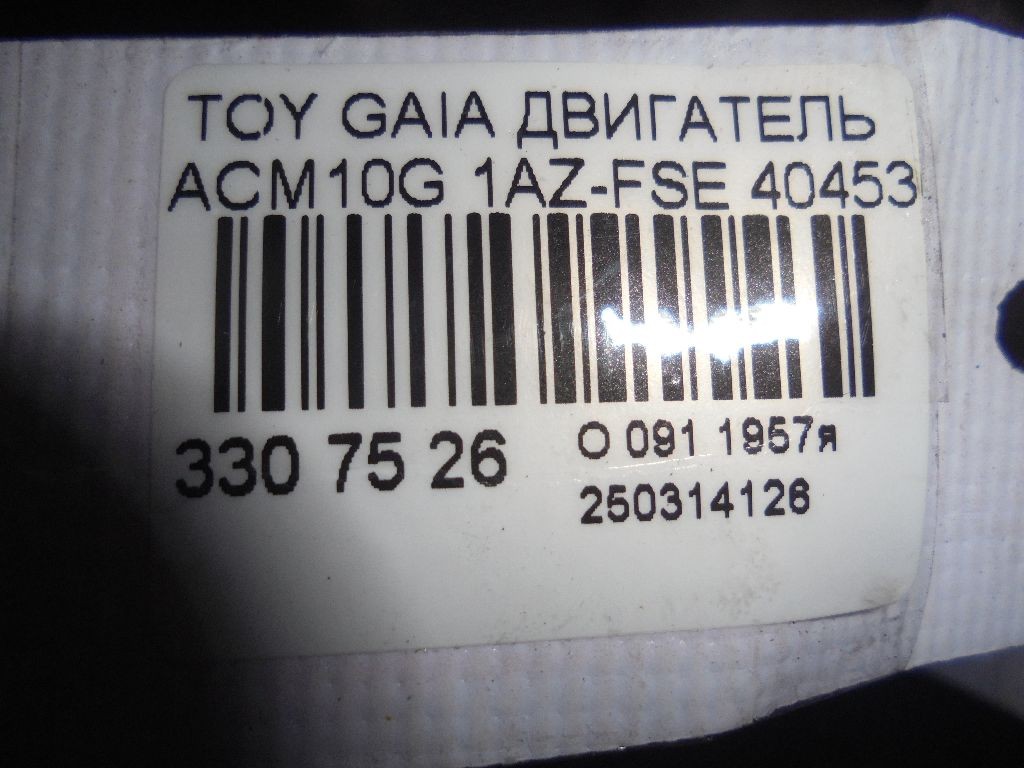 TOY GAIA ДВИГАТЕЛЬ
ACM10G 1AZ-FSE 40453
330 75 26
О 091 1957я
250314126